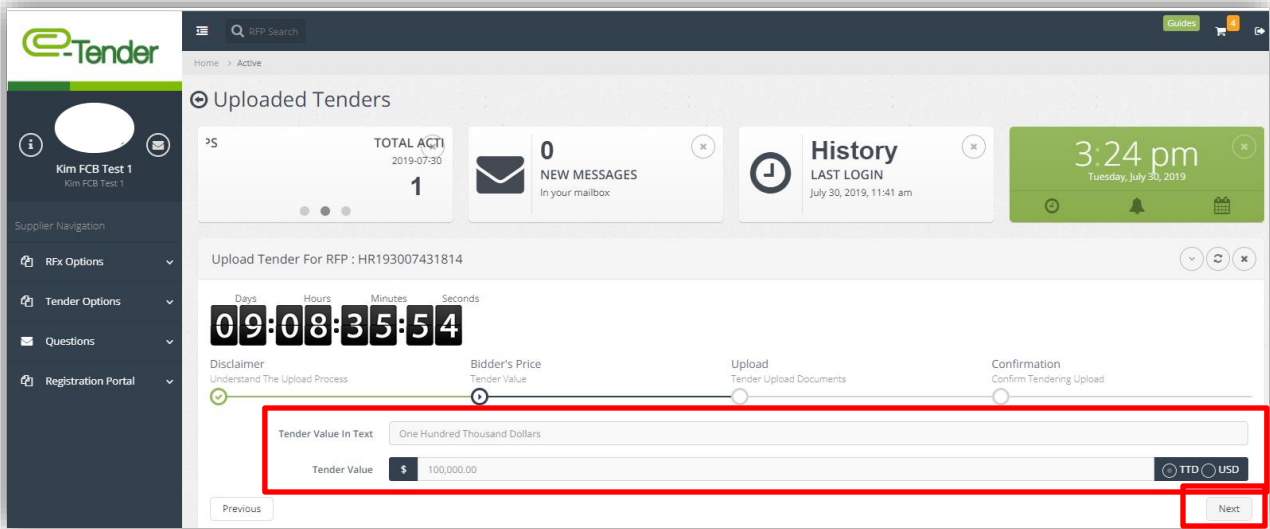 e-Tender
RFP Search
Guides
4
Home > Active
Uploaded Tenders
Kim FCB Test 1
Kim FCB Test 1
PS
TOTAL ACTI
2019-07-30
1
0
NEW MESSAGES
In your mailbox
History
LAST LOGIN
July 30, 2019, 11:41 am
3:24 pm
Tuesday, July 30, 2019
Supplier Navigation
RFx Options
Tender Options
Questions
Registration Portal
Upload Tender For RFP : HR193007431814
Days Hours Minutes Seconds
09:08:35:54
Disclaimer
Understand The Upload Process
Bidder's Price
Tender Value
Upload
Tender Upload Documents
Confirmation
Confirm Tendering Upload
Tender Value In Text One Hundred Thousand Dollars
Tender Value $ 100,000.00 TTD USD
Previous Next